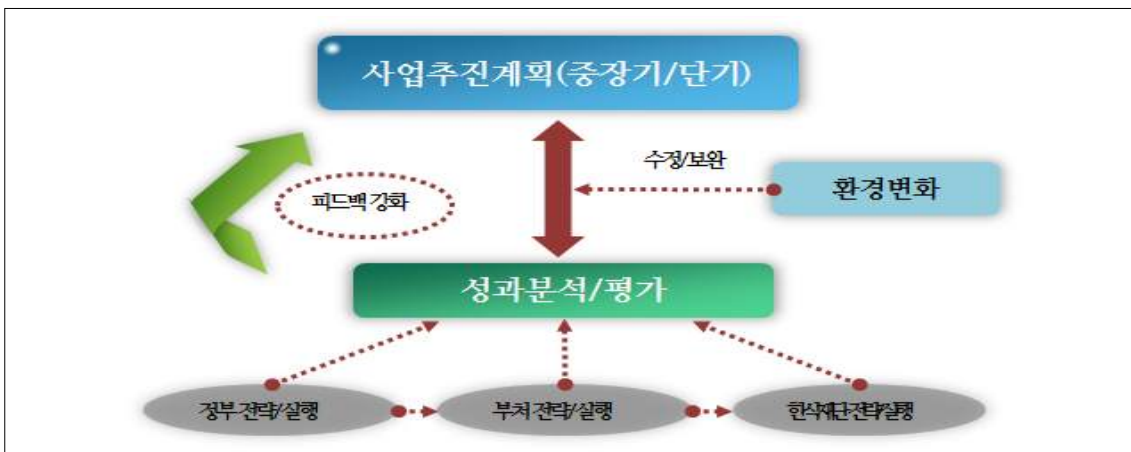 사업추진계획(중장기/단기)
수정/보완
환경변화
피드백 강화
성과분석/평가
정부 전략/실행
부처 전략/실행
한식재단 전략/실행